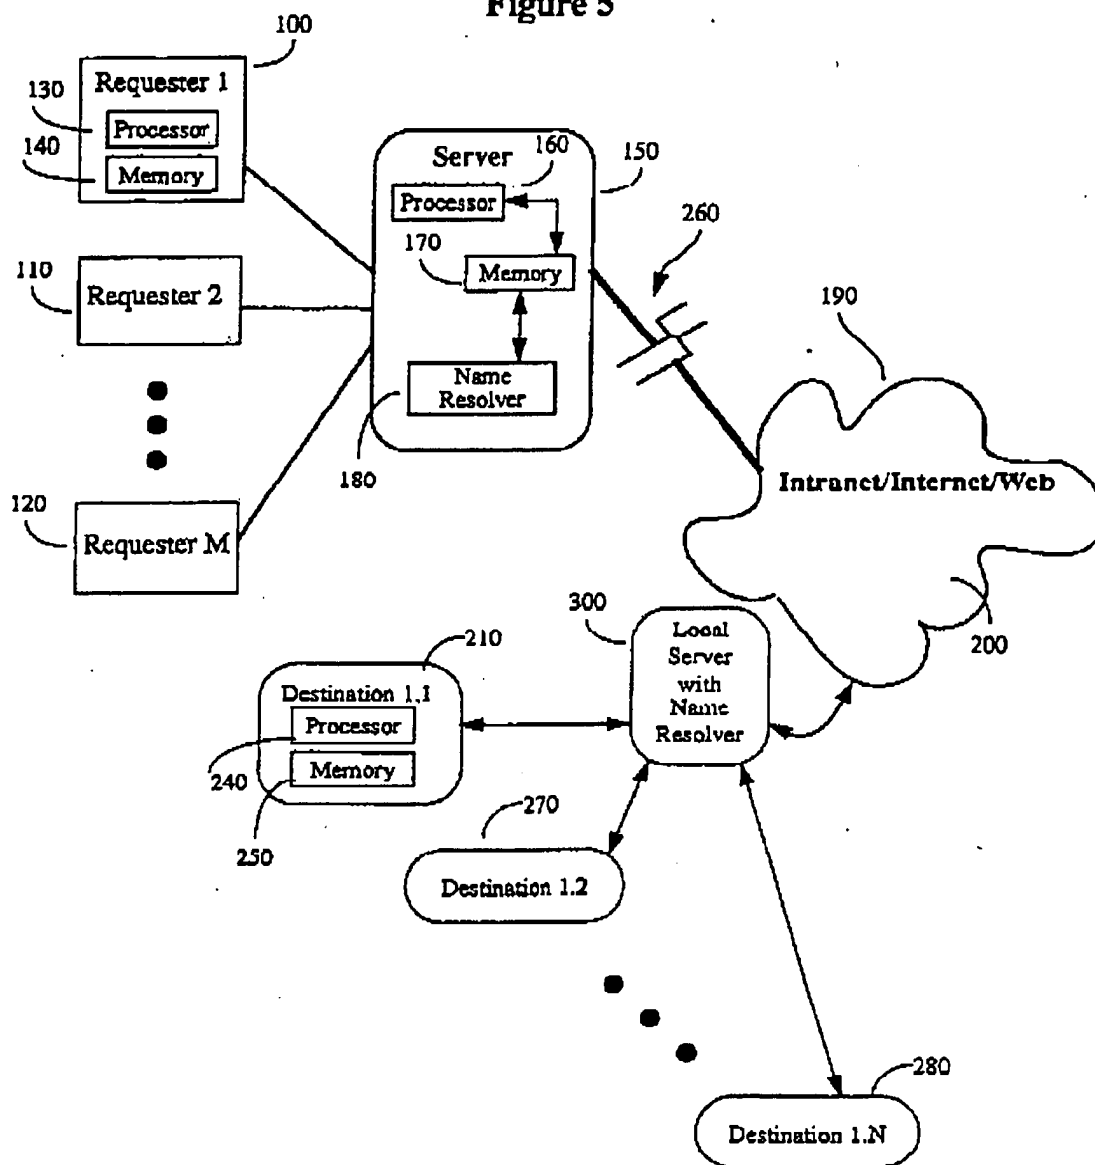 Figure 5
100
Requester 1
130
Processor
140
Memory
Server
160
150
Processor
260
170
Memory
110
Requester 2
190
Name
Resolver
180
Intranet/Internet/Web
120
Requester M
300
Local
Server
with
Name
Resolver
200
210
Destination 1.1
Processor
240
Memory
250
270
Destination 1.2
280
Destination 1.N